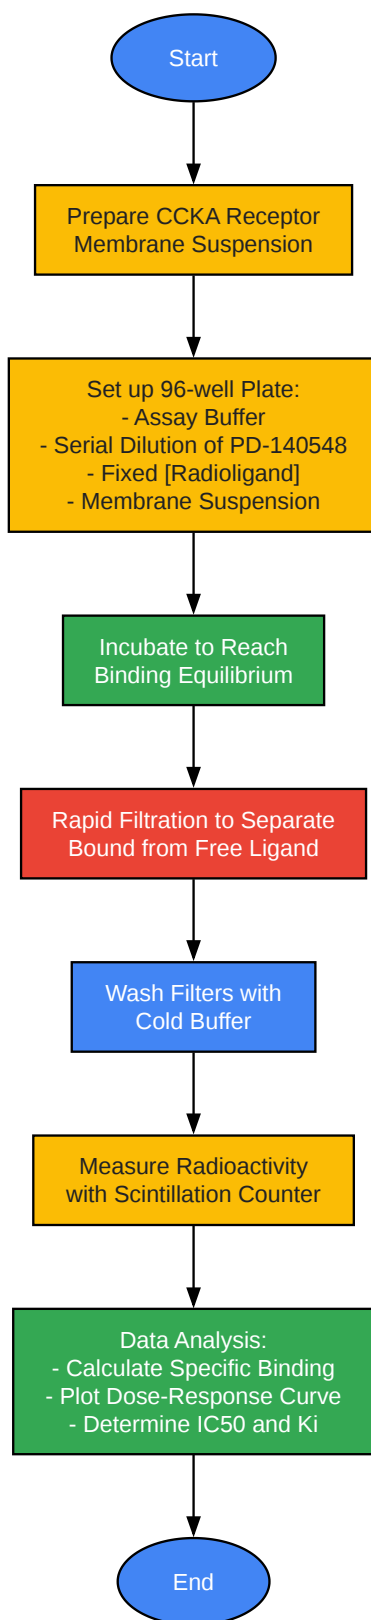 Start
Prepare CCKA Receptor
Membrane Suspension
Set up 96-well Plate:
- Assay Buffer
- Serial Dilution of PD-140548
- Fixed [Radioligand]
- Membrane Suspension
Incubate to Reach
Binding Equilibrium
Rapid Filtration to Separate
Bound from Free Ligand
Wash Filters with
Cold Buffer
Measure Radioactivity
with Scintillation Counter
Data Analysis:
- Calculate Specific Binding
- Plot Dose-Response Curve
- Determine IC50 and Ki
End